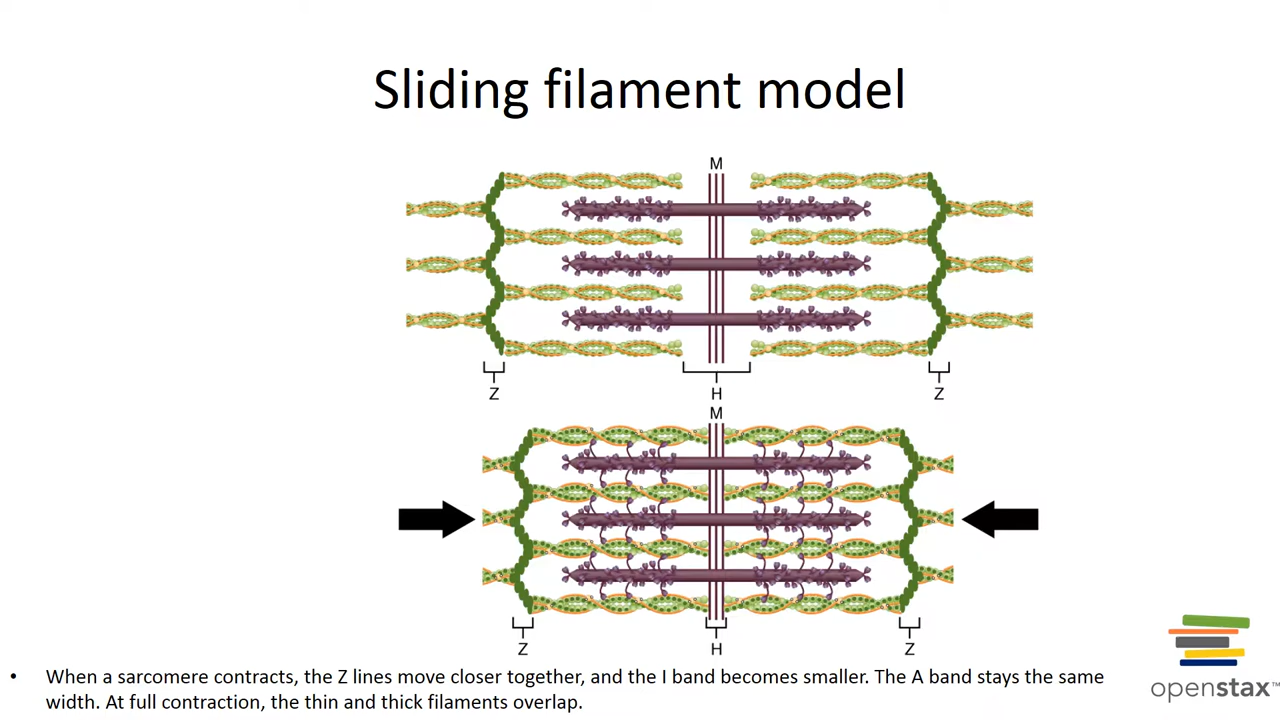 Sliding filament model
M
Z
H
Z
M
Z
H
Z
• When a sarcomere contracts, the Z lines move closer together, and the I band becomes smaller. The A band stays the same
width. At full contraction, the thin and thick filaments overlap.
openstax™